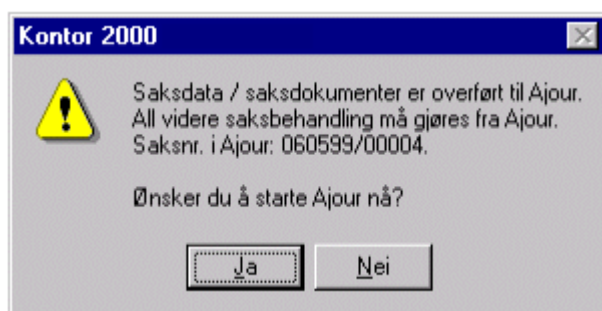 Kontor 2000
Saksdata / saksdokumenter er overført til Ajour.
All videre saksbehandling må gjøres fra Ajour.
Saksnr. i Ajour: 060599/00004.
Ønsker du å starte Ajour nå?
Ja
Nei